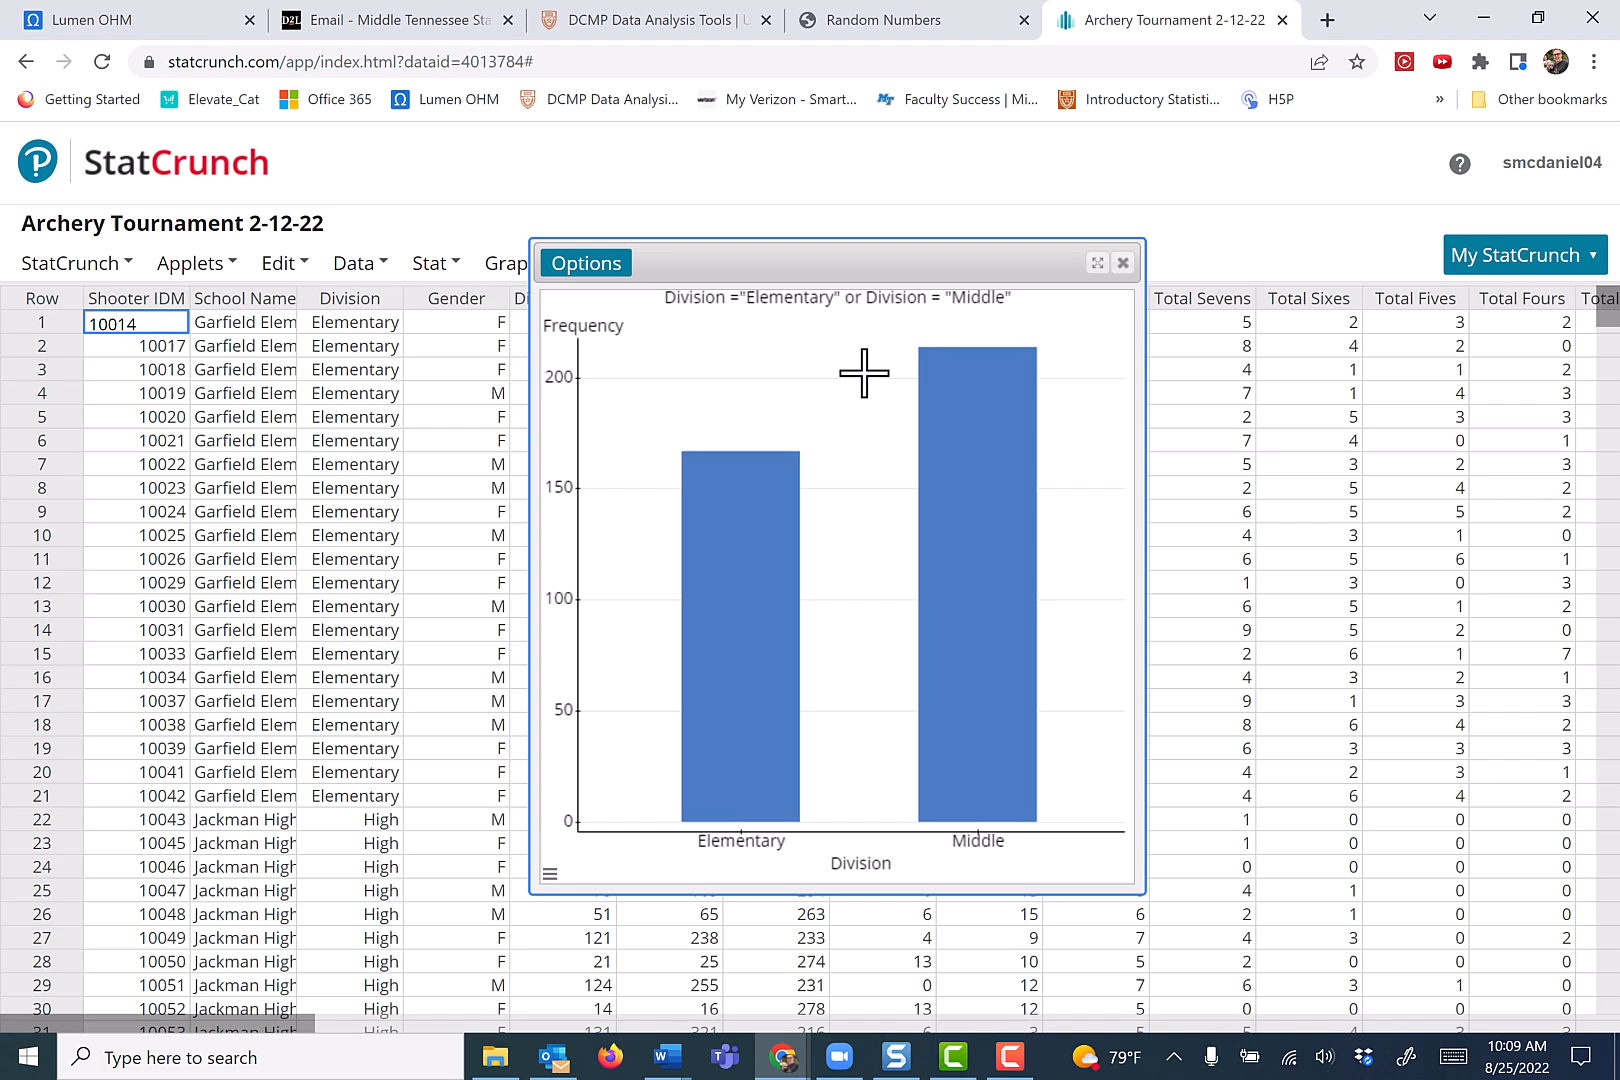 Lumen OHM
D2L Email - Middle Tennessee Sta
DCMP Data Analysis Tools |
Random Numbers
Archery Tournament 2-12-22
statcrunch.com/app/index.html?dataid=4013784#
Getting Started
Elevate_Cat
Office 365
Lumen OHM
DCMP Data Analysi...
My Verizon - Smart...
Faculty Success | Mi...
Introductory Statisti...
H5P
»
Other bookmarks
StatCrunch
smcdaniel04
Archery Tournament 2-12-22
StatCrunch Applets Edit Data Stat Grap
Options
My StatCrunch
Row Shooter IDM School Name Division Gender Di Total Sevens Total Sixes Total Fives Total Fours Total
1 10014 Garfield Elem Elementary F 5 2 3 2
2 10017 Garfield Elem Elementary F 8 4 2 0
3 10018 Garfield Elem Elementary F 4 1 1 2
4 10019 Garfield Elem Elementary M 7 1 4 3
5 10020 Garfield Elem Elementary F 2 5 3 3
6 10021 Garfield Elem Elementary F 7 4 0 1
7 10022 Garfield Elem Elementary M 5 3 2 3
8 10023 Garfield Elem Elementary M 2 5 4 2
9 10024 Garfield Elem Elementary F 6 5 5 2
10 10025 Garfield Elem Elementary M 4 3 1 0
11 10026 Garfield Elem Elementary F 6 5 6 1
12 10029 Garfield Elem Elementary F 1 3 0 3
13 10030 Garfield Elem Elementary M 6 5 1 2
14 10031 Garfield Elem Elementary F 9 5 2 0
15 10033 Garfield Elem Elementary F 2 6 1 7
16 10034 Garfield Elem Elementary M 4 3 2 1
17 10037 Garfield Elem Elementary M 9 1 3 3
18 10038 Garfield Elem Elementary M 8 6 4 2
19 10039 Garfield Elem Elementary F 6 3 3 3
20 10041 Garfield Elem Elementary F 4 2 3 1
21 10042 Garfield Elem Elementary F 4 6 4 2
22 10043 Jackman High High M 1 0 0 0
23 10045 Jackman High High F 1 0 0 0
24 10046 Jackman High High F 0 0 0 0
25 10047 Jackman High High M 4 1 0 0
26 10048 Jackman High High M 51 65 263 6 15 6 2 1 0 0
27 10049 Jackman High High F 121 238 233 4 9 7 4 3 0 2
28 10050 Jackman High High F 21 25 274 13 10 5 2 0 0 0
29 10051 Jackman High High M 124 255 231 0 12 7 6 3 1 0
30 10052 Jackman High High F 14 16 278 13 12 5 0 0 0 0
Division ="Elementary" or Division = "Middle"
Frequency
200
150
100
50
0
Elementary Middle
Division
Type here to search
79°F
10:09 AM
8/25/2022